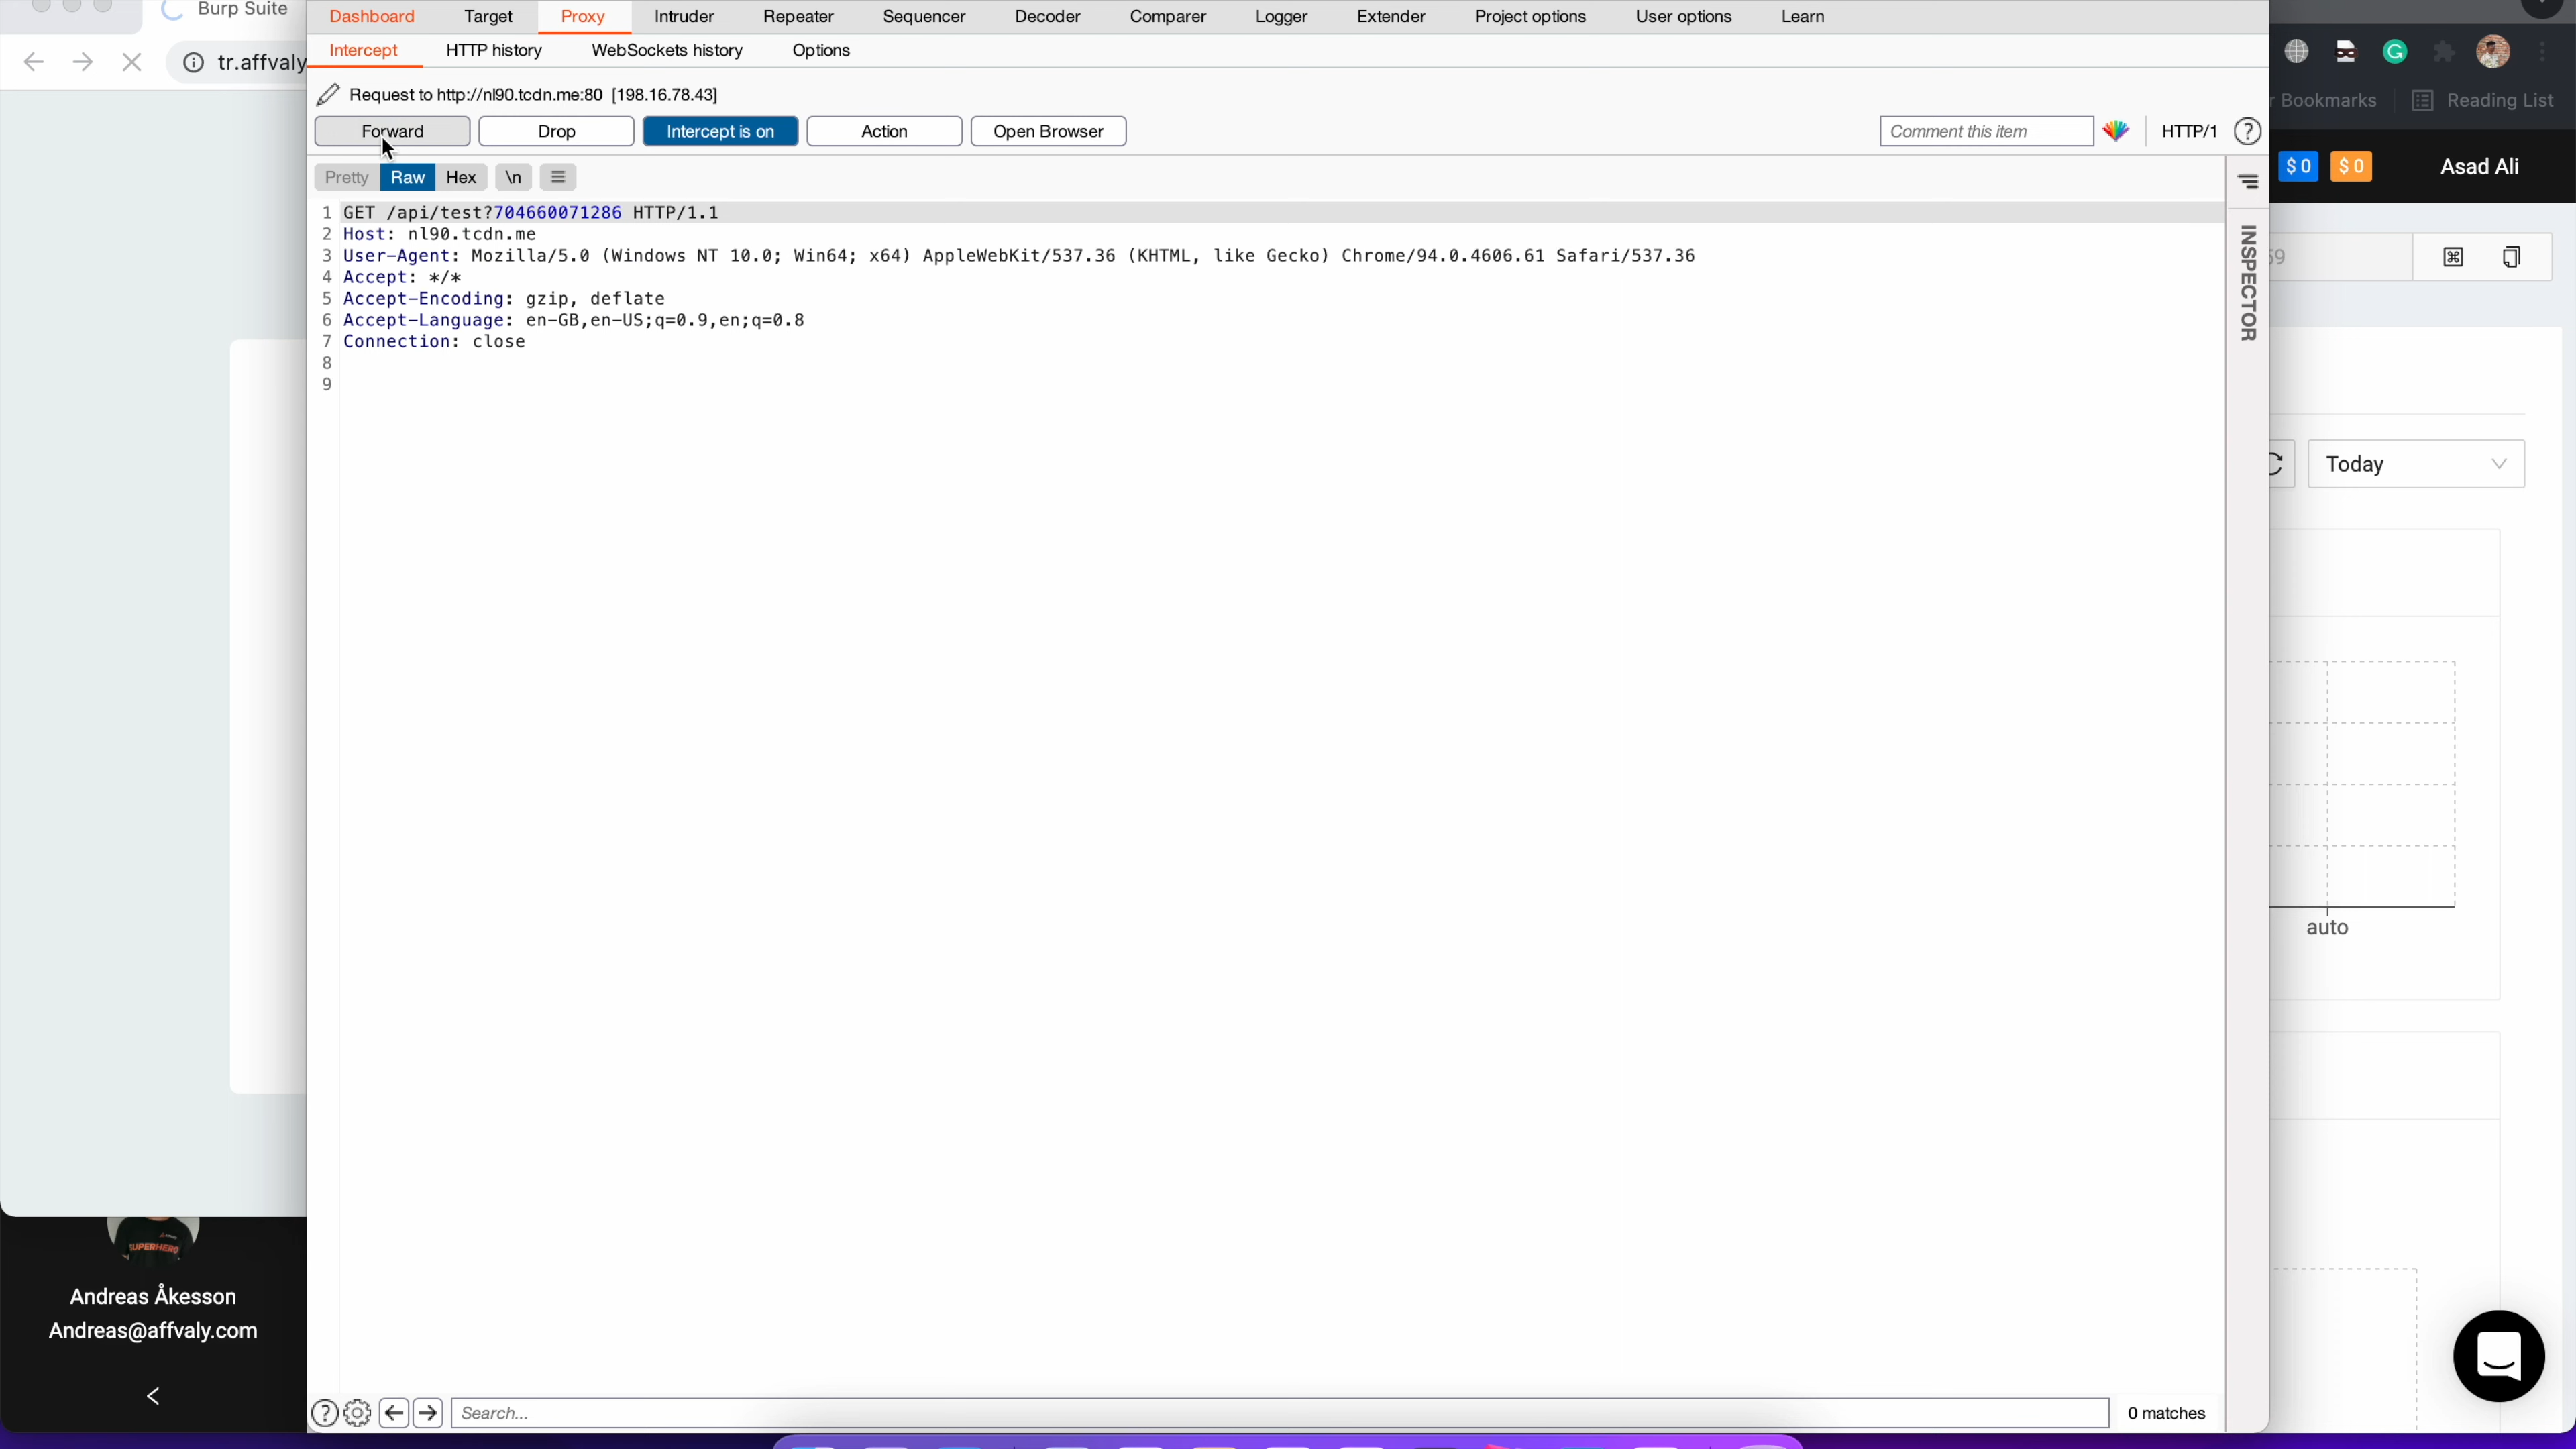 Burp Suite
tr.affvaly
Dashboard Target Proxy Intruder Repeater Sequencer Decoder Comparer Logger Extender Project options User options Learn
Intercept HTTP history WebSockets history Options
Request to http://nl90.tcdn.me:80 [198.16.78.43]
Forward Drop Intercept is on Action Open Browser Comment this item HTTP/1 ?
Pretty Raw Hex \n
1 GET /api/test?704660071286 HTTP/1.1
2 Host: nl90.tcdn.me
3 User-Agent: Mozilla/5.0 (Windows NT 10.0; Win64; x64) AppleWebKit/537.36 (KHTML, like Gecko) Chrome/94.0.4606.61 Safari/537.36
4 Accept: */*
5 Accept-Encoding: gzip, deflate
6 Accept-Language: en-GB,en-US;q=0.9,en;q=0.8
7 Connection: close
8
9
INSPECTOR
r Bookmarks Reading List
$ 0 $ 0 Asad Ali
59
Today
auto
SUPERHERO
Andreas Åkesson
Andreas@affvaly.com
? Search... 0 matches